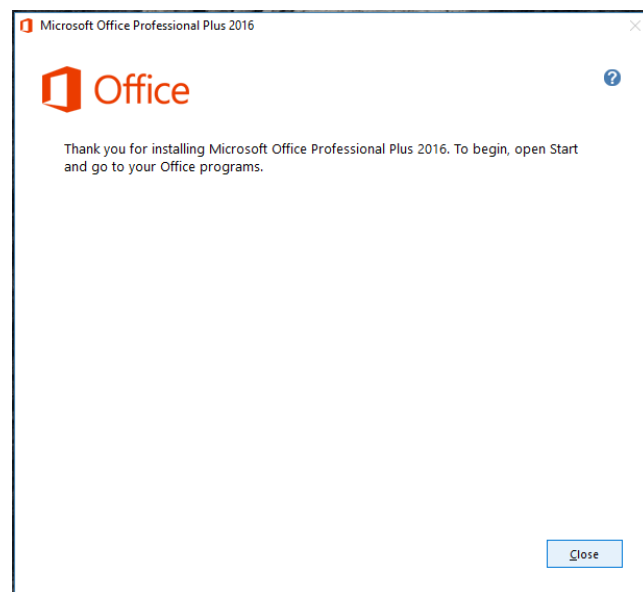 Microsoft Office Professional Plus 2016
Office
?
Thank you for installing Microsoft Office Professional Plus 2016. To begin, open Start
and go to your Office programs.
Close